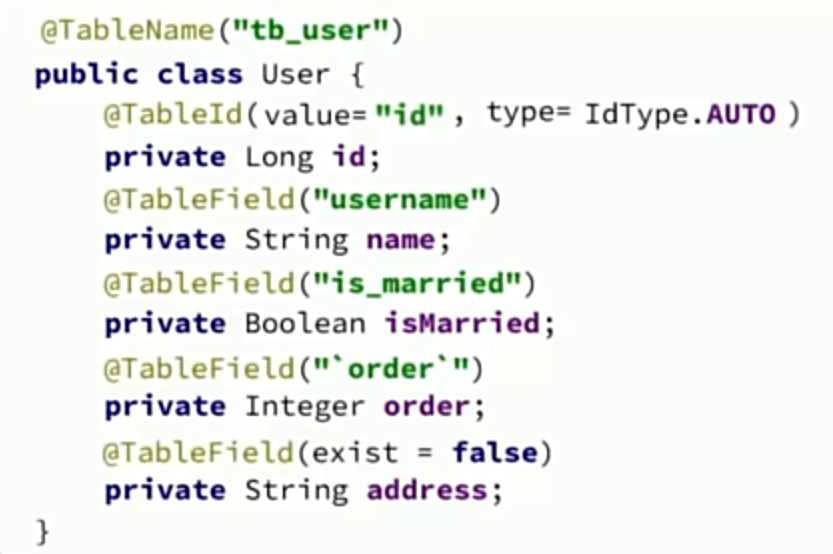 @TableName("tb_user")
public class User {
@TableId(value="id" , type= IdType.AUTO )
private Long id;
@TableField("username")
private String name;
@TableField("is_married")
private Boolean isMarried;
@TableField("`order`")
private Integer order;
@TableField(exist = false)
private String address;
}